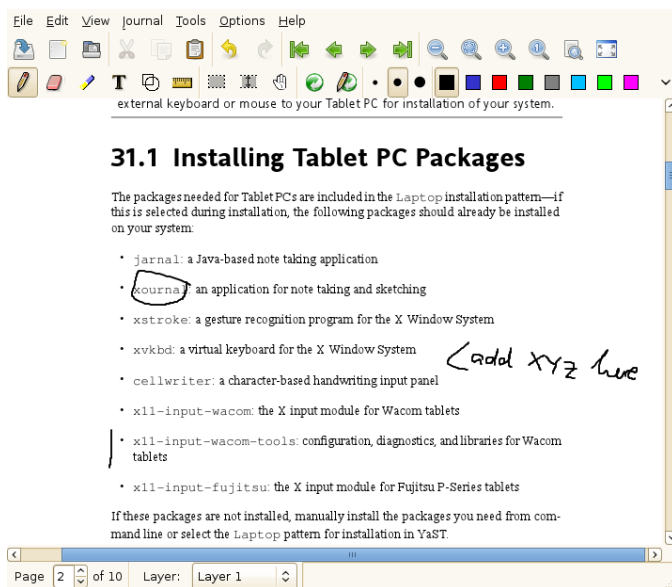 File Edit View Journal Tools Options Help
T
external keyboard or mouse to your Tablet PC for installation of your system.
31.1 Installing Tablet PC Packages
The packages needed for Tablet PCs are included in the Laptop installation pattern—if
this is selected during installation, the following packages should already be installed
on your system:
• jarnal: a Java-based note taking application
• xournal: an application for note taking and sketching
• xstroke: a gesture recognition program for the X Window System
• xvkbd: a virtual keyboard for the X Window System
<add XYZ here
• cellwriter: a character-based handwriting input panel
• x11-input-wacom: the X input module for Wacom tablets
• x11-input-wacom-tools: configuration, diagnostics, and libraries for Wacom
tablets
• x11-input-fujitsu: the X input module for Fujitsu P-Series tablets
If these packages are not installed, manually install the packages you need from com-
mand line or select the Laptop pattern for installation in YaST.
Page 2 of 10 Layer: Layer 1